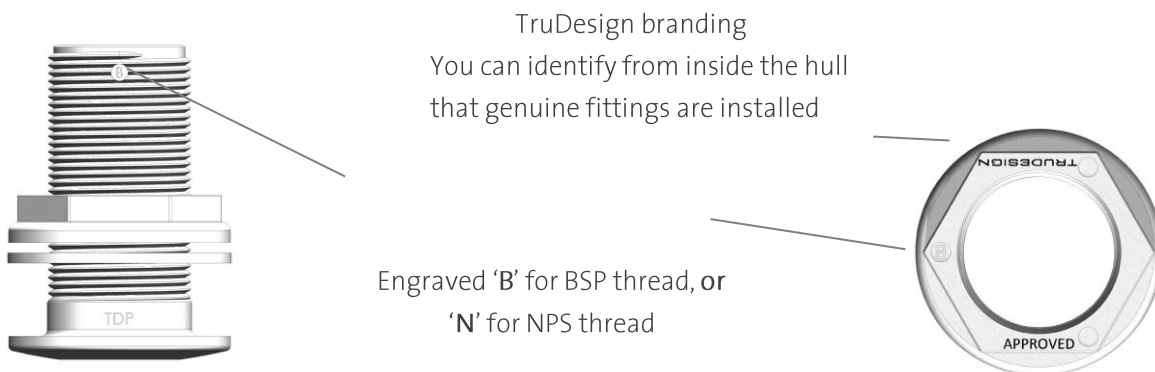 TruDesign branding
You can identify from inside the hull
that genuine fittings are installed
B
TRUDESIGN
APPROVED
Engraved ‘B’ for BSP thread, or
‘N’ for NPS thread
TDP